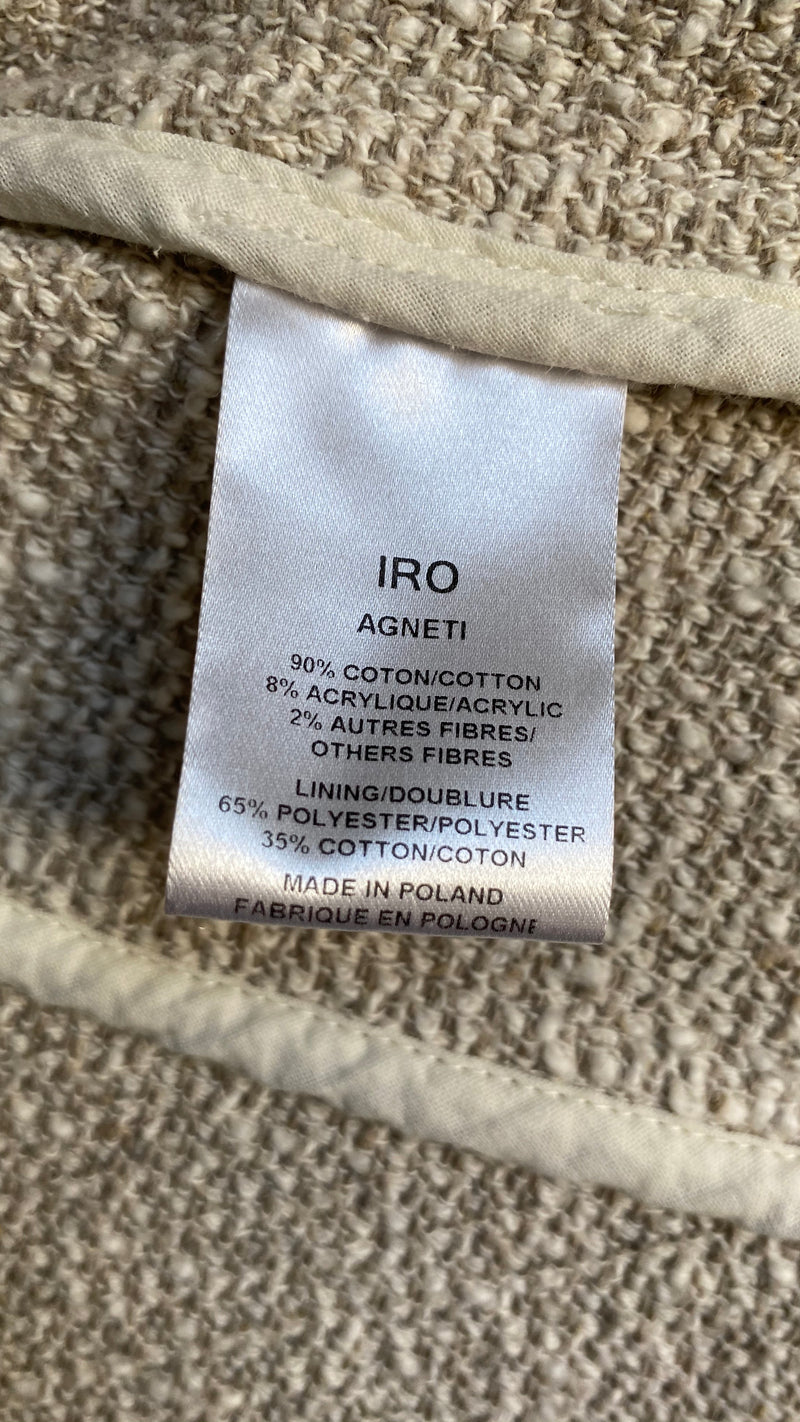 IRO
AGNETI
90% COTON/COTTON
8% ACRYLIQUE/ACRYLIC
2% AUTRES FIBRES/
OTHERS FIBRES
LINING/DOUBLURE
65% POLYESTER/POLYESTER
35% COTTON/COTON
MADE IN POLAND
FABRIQUE EN POLOGNE